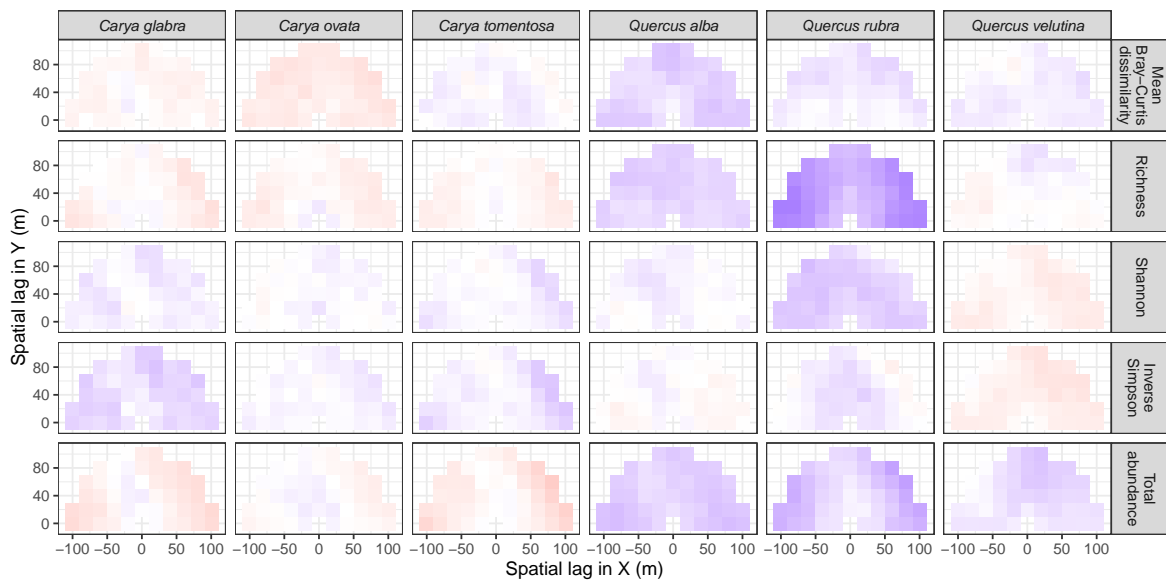 Carya glabra Carya ovata Carya tomentosa Quercus alba Quercus rubra Quercus velutina
Spatial lag in Y (m)
80
40
0
Mean
Bray−Curtis
dissimilarity
80
40
0
Richness
80
40
0
Shannon
80
40
0
Inverse
Simpson
80
40
0
Total
abundance
−100 −50 0 50 100 −100 −50 0 50 100 −100 −50 0 50 100 −100 −50 0 50 100 −100 −50 0 50 100 −100 −50 0 50 100
Spatial lag in X (m)